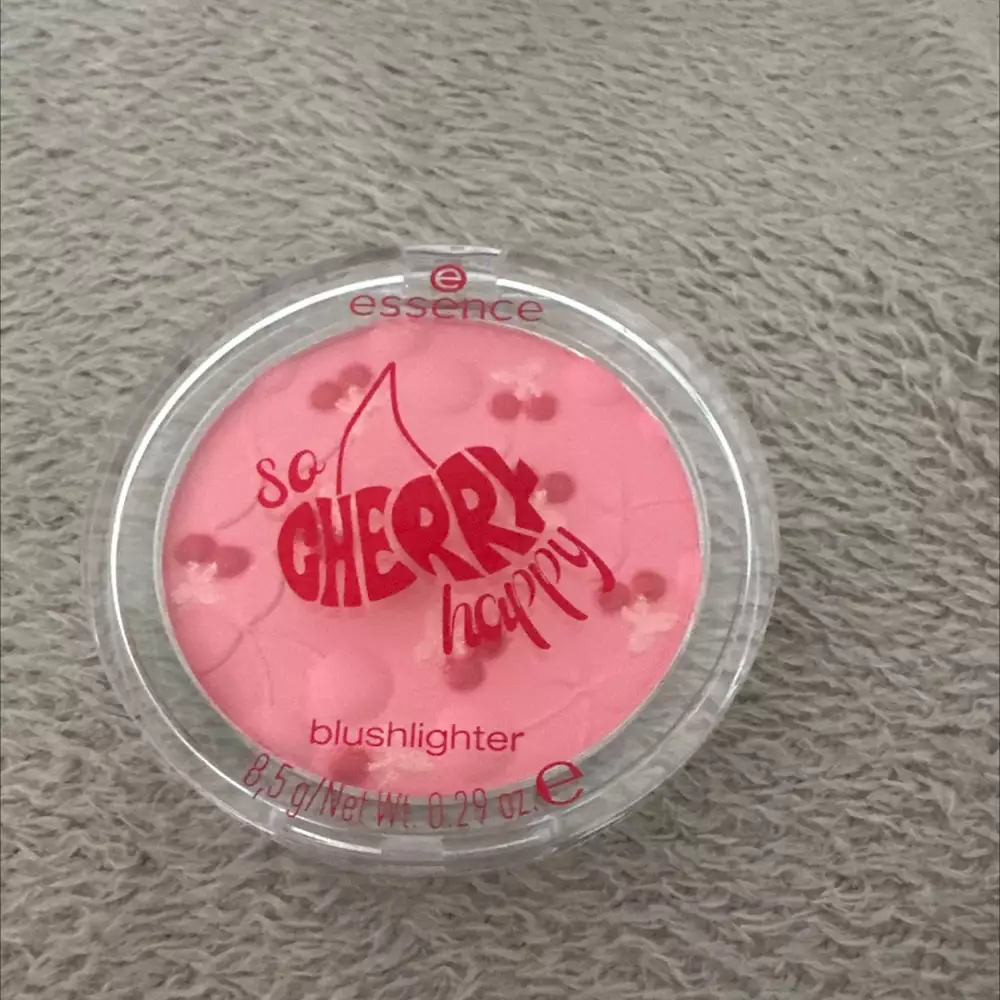 e
essence
so
CHERRY
happy
blushlighter
8,5 g/Net Wt. 0.29 oz. ℮